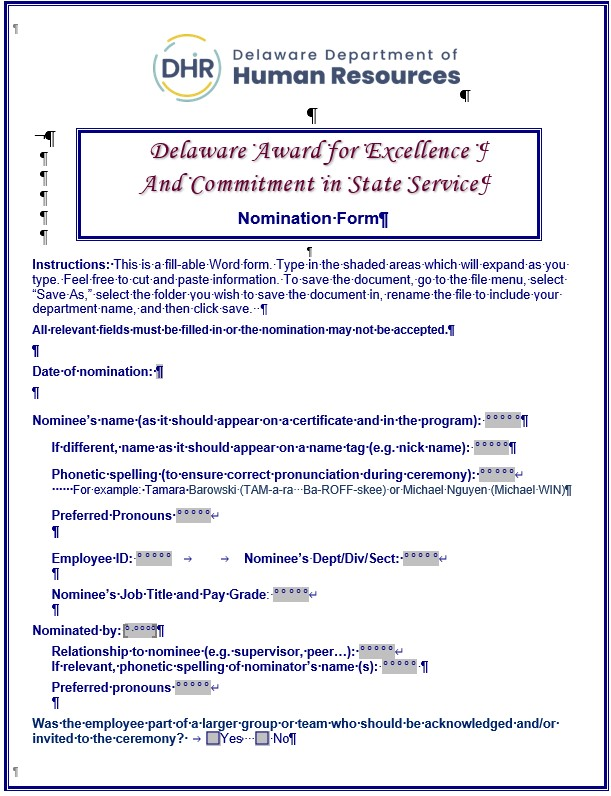 DHR Delaware Department of
Human Resources
Delaware Award for Excellence
And Commitment in State Service
Nomination Form
Instructions: This is a fill-able Word form. Type in the shaded areas which will expand as you
type. Feel free to cut and paste information. To save the document, go to the file menu, select
“Save As,” select the folder you wish to save the document in, rename the file to include your
department name, and then click save.
All relevant fields must be filled in or the nomination may not be accepted.
Date of nomination:
Nominee’s name (as it should appear on a certificate and in the program):
If different, name as it should appear on a name tag (e.g. nick name):
Phonetic spelling (to ensure correct pronunciation during ceremony):
For example: Tamara Barowski (TAM-a-ra Ba-ROFF-skee) or Michael Nguyen (Michael WIN)
Preferred Pronouns
Employee ID: Nominee’s Dept/Div/Sect:
Nominee’s Job Title and Pay Grade:
Nominated by:
Relationship to nominee (e.g. supervisor, peer…):
If relevant, phonetic spelling of nominator’s name (s):
Preferred pronouns
Was the employee part of a larger group or team who should be acknowledged and/or
invited to the ceremony? Yes No